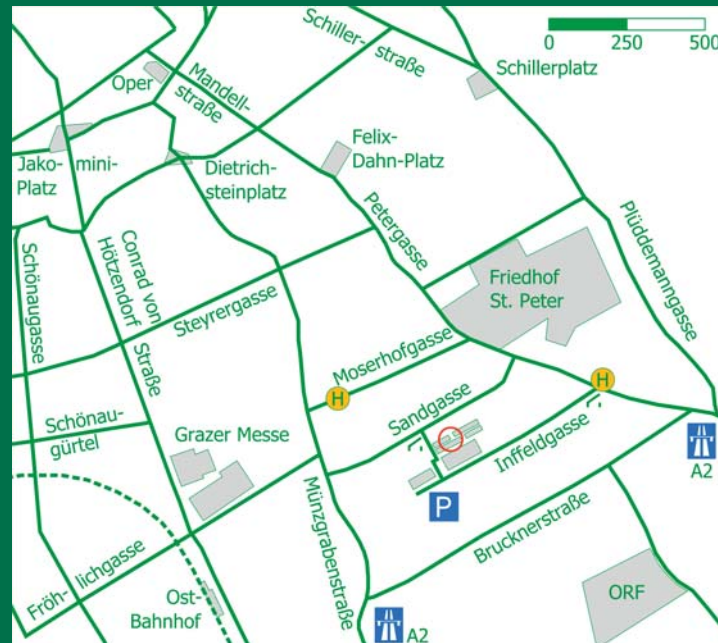 0 250 500
Schiller-
straße
Schillerplatz
Oper
Mandell-
straße
Felix-
Dahn-Platz
Jako- mini-
Platz
Dietrich-
steinplatz
Petergasse
Plüddemanngasse
Schönaugasse
Conrad von
Hötzendorf
Straße
Steyrergasse
Friedhof
St. Peter
Moserhofgasse
H
H
Sandgasse
Schönau-
gürtel
Grazer Messe
Inffeldgasse
A2
P
Münzgrabenstraße
Brucknerstraße
Fröh- lichgasse
Ost-
Bahnhof
ORF
A2